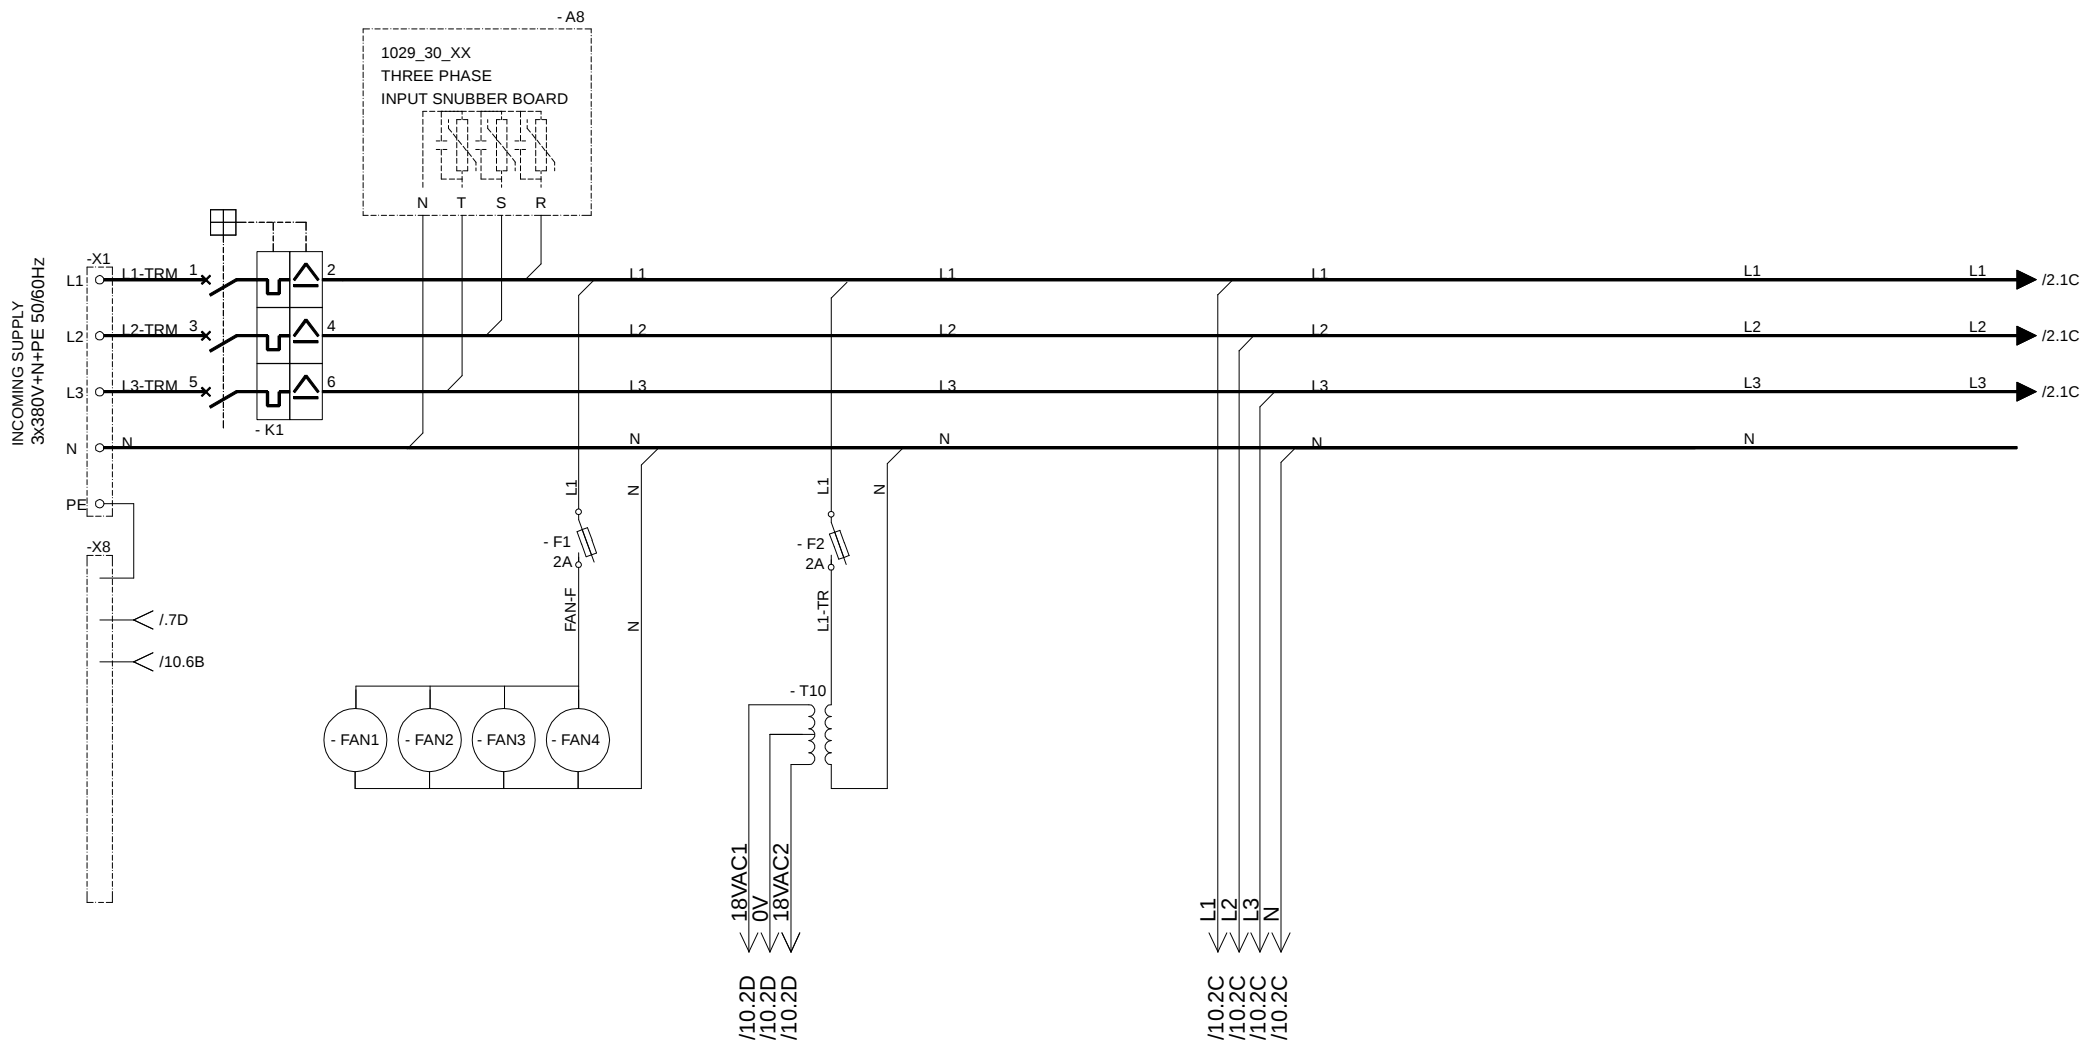 - A8
1029_30_XX
THREE PHASE
INPUT SNUBBER BOARD
N T S R
INCOMING SUPPLY
3x380V+N+PE 50/60Hz
-X1
L1 L1-TRM 1 2 L1 L1 L1 L1 L1 /2.1C
L2 L2-TRM 3 4 L2 L2 L2 L2 L2 /2.1C
L3 L3-TRM 5 6 L3 L3 L3 L3 L3 /2.1C
- K1
N N N N N N
PE
L1 N L1 N
-X8
- F1
2A
- F2
2A
FAN-F N L1-TR
/.7D
/10.6B
- T10
- FAN1 - FAN2 - FAN3 - FAN4
18VAC1
0V
18VAC2
L1
L2
L3
N
/10.2D
/10.2D
/10.2D
/10.2C
/10.2C
/10.2C
/10.2C